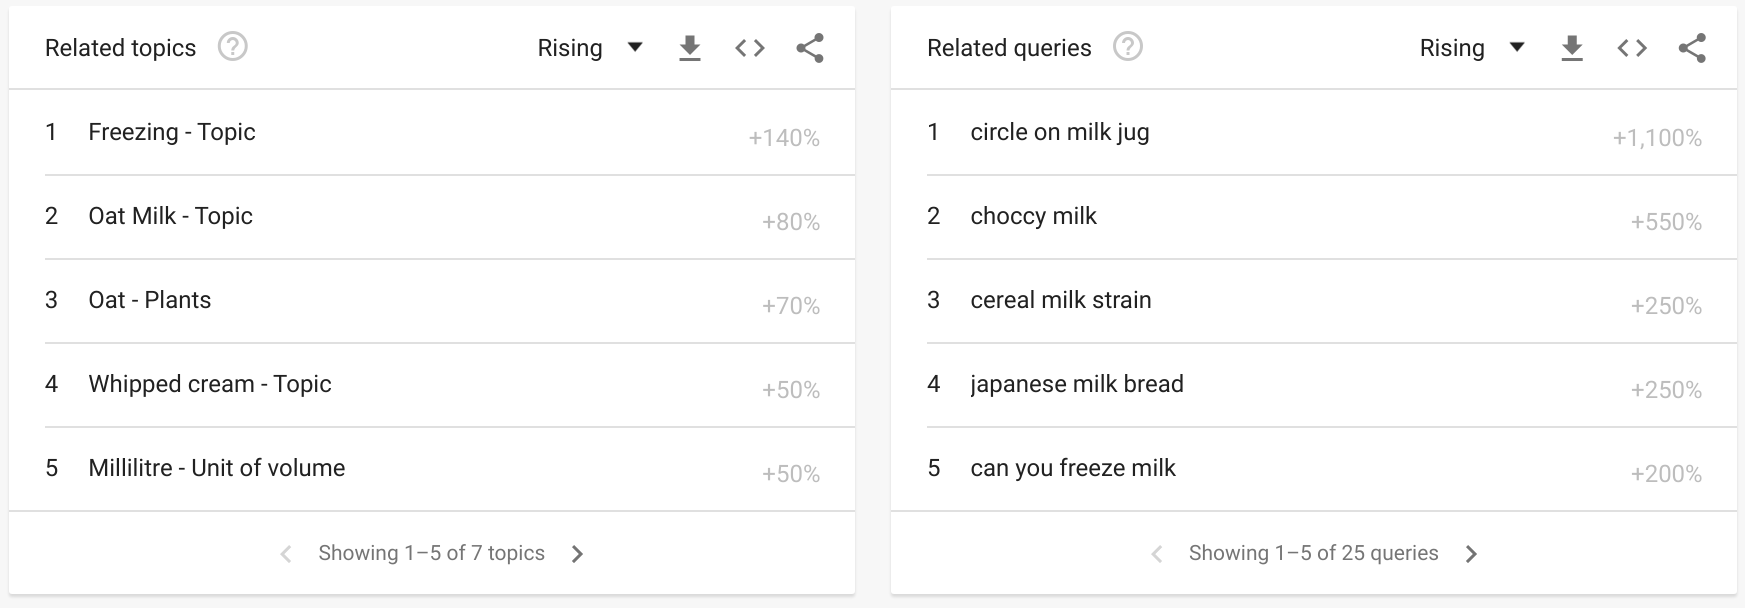 Related topics ? Rising
1 Freezing - Topic +140%
2 Oat Milk - Topic +80%
3 Oat - Plants +70%
4 Whipped cream - Topic +50%
5 Millilitre - Unit of volume +50%
Showing 1–5 of 7 topics
Related queries ? Rising
1 circle on milk jug +1,100%
2 choccy milk +550%
3 cereal milk strain +250%
4 japanese milk bread +250%
5 can you freeze milk +200%
Showing 1–5 of 25 queries